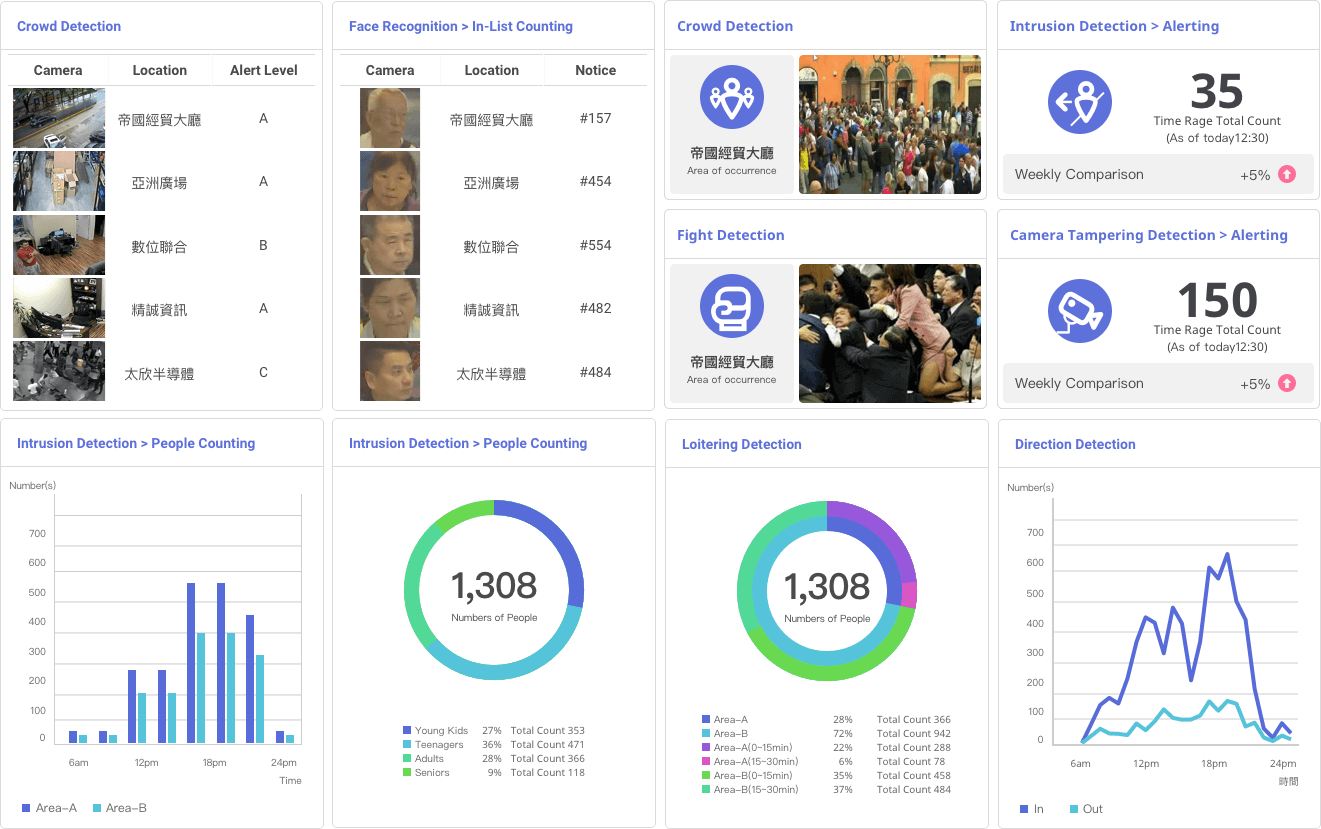 Crowd Detection
Camera Location Alert Level
帝國經貿大廳 A
亞洲廣場 A
數位聯合 B
精誠資訊 A
太欣半導體 C
Face Recognition > In-List Counting
Camera Location Notice
帝國經貿大廳 #157
亞洲廣場 #454
數位聯合 #554
精誠資訊 #482
太欣半導體 #484
Crowd Detection
帝國經貿大廳
Area of occurrence
Fight Detection
帝國經貿大廳
Area of occurrence
Intrusion Detection > Alerting
35
Time Rage Total Count
(As of today12:30)
Weekly Comparison +5%
Camera Tampering Detection > Alerting
150
Time Rage Total Count
(As of today12:30)
Weekly Comparison +5%
Intrusion Detection > People Counting
Number(s)
700
600
500
400
300
200
100
0
6am 12pm 18pm 24pm
Time
Area-A Area-B
Intrusion Detection > People Counting
1,308
Numbers of People
Young Kids 27% Total Count 353
Teenagers 36% Total Count 471
Adults 28% Total Count 366
Seniors 9% Total Count 118
Loitering Detection
1,308
Numbers of People
Area-A 28% Total Count 366
Area-B 72% Total Count 942
Area-A(0-15min) 22% Total Count 288
Area-A(15-30min) 6% Total Count 78
Area-B(0-15min) 35% Total Count 458
Area-B(15-30min) 37% Total Count 484
Direction Detection
Number(s)
700
600
500
400
300
200
100
0
6am 12pm 18pm 24pm
時間
In Out